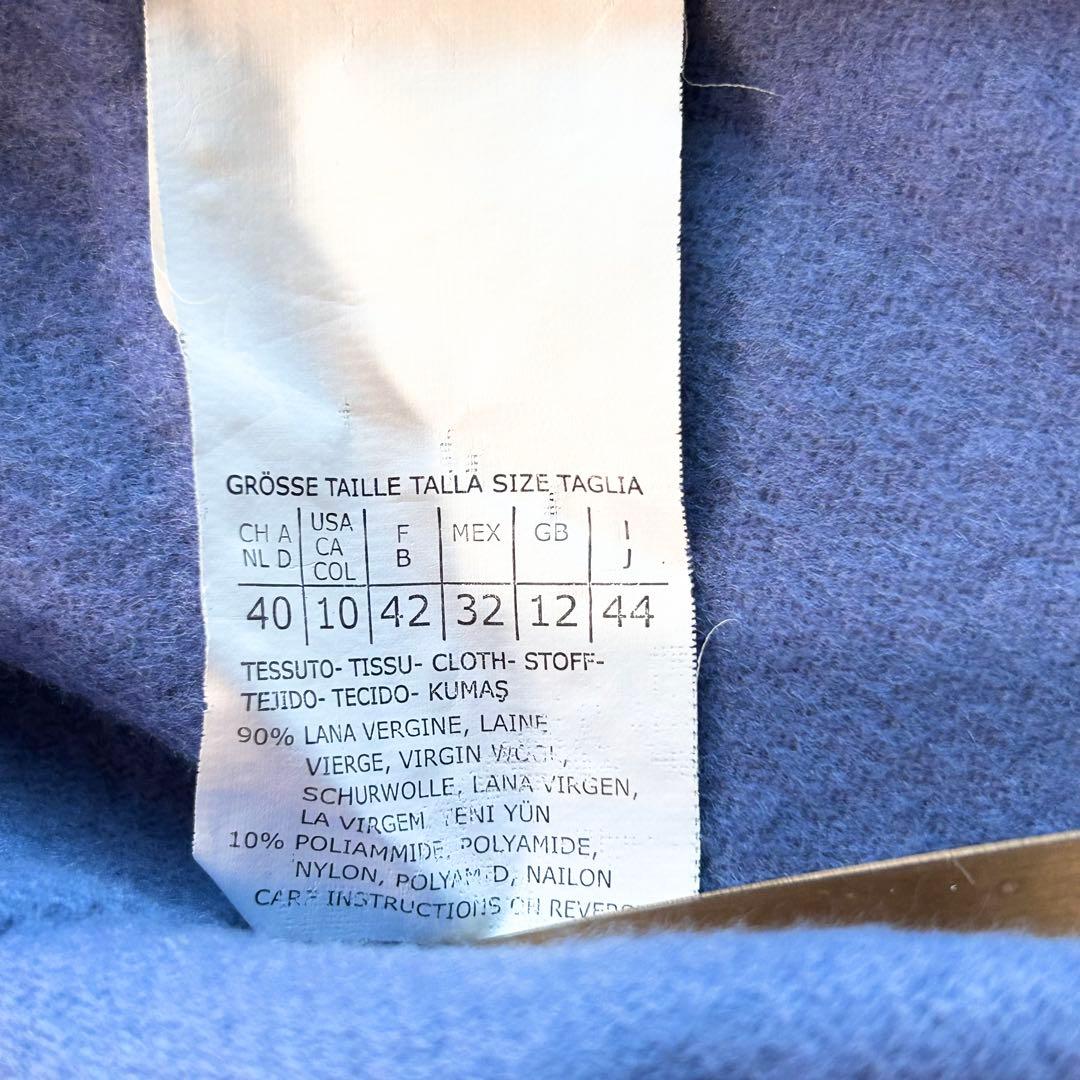 GRÖSSE TAILLE TALLA SIZE TAGLIA
CH A NL D | USA CA COL | F B | MEX | GB | I J
40 | 10 | 42 | 32 | 12 | 44
TESSUTO- TISSU- CLOTH- STOFF-
TEJIDO- TECIDO- KUMAŞ
90% LANA VERGINE, LAINE
VIERGE, VIRGIN WOOL,
SCHURWOLLE, LANA VIRGEN,
LA VIRGEM YENI YÜN
10% POLIAMMIDE, POLYAMIDE,
NYLON, POLYAMID, NAILON
CARE INSTRUCTIONS ON